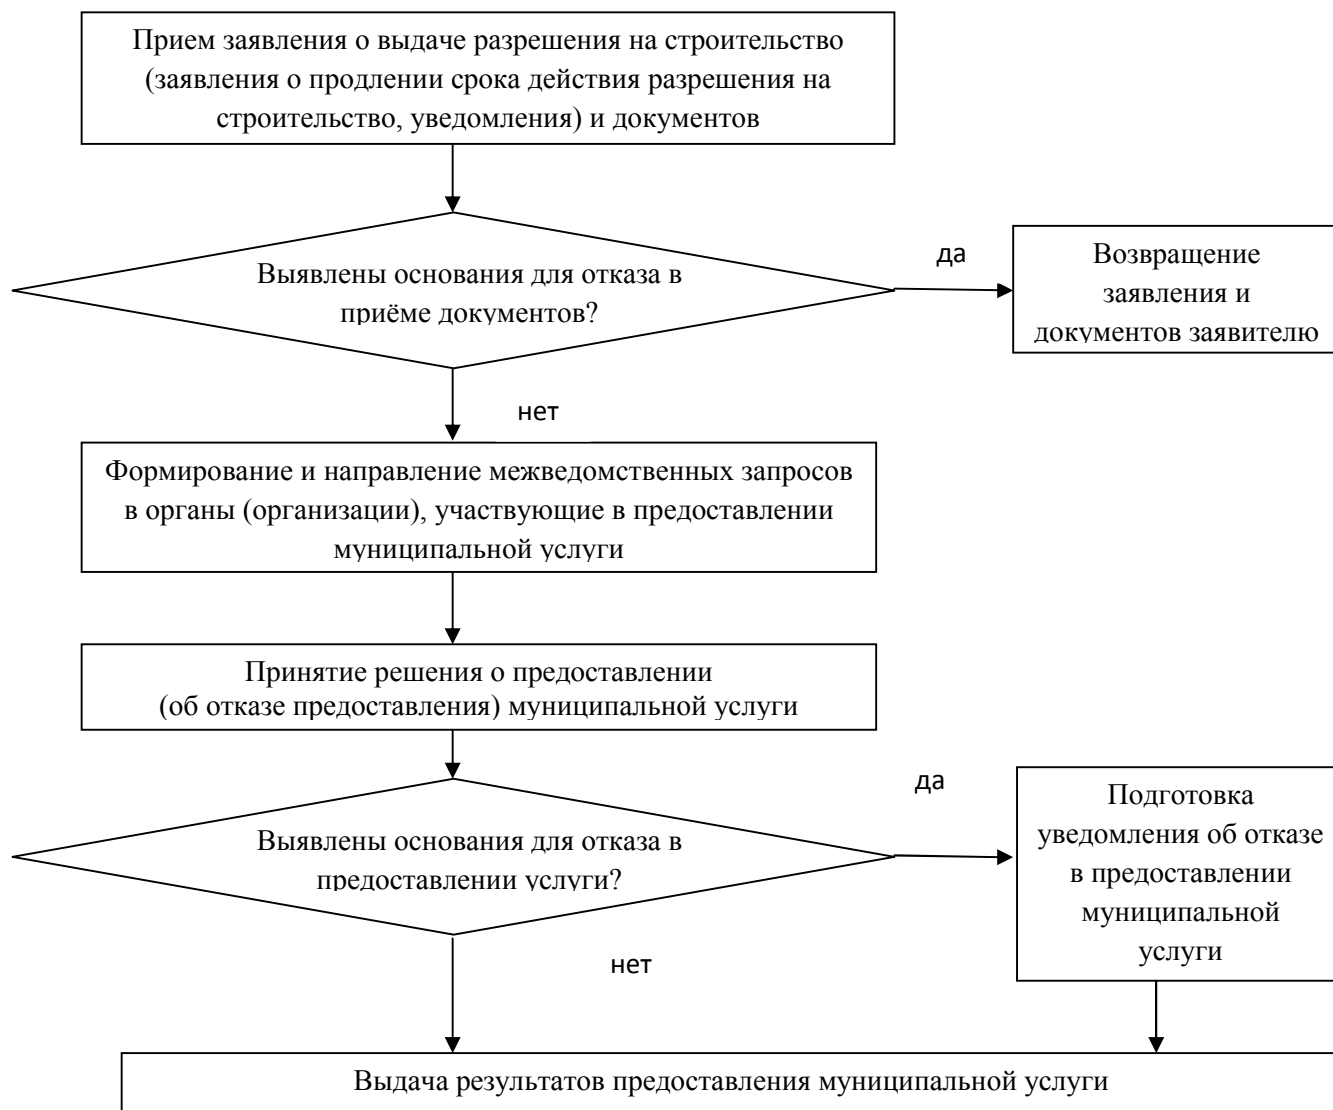 Прием заявления о выдаче разрешения на строительство
(заявления о продлении срока действия разрешения на
строительство, уведомления) и документов
Выявлены основания для отказа в
приёме документов?
да
Возвращение
заявления и
документов заявителю
нет
Формирование и направление межведомственных запросов
в органы (организации), участвующие в предоставлении
муниципальной услуги
Принятие решения о предоставлении
(об отказе предоставления) муниципальной услуги
Выявлены основания для отказа в
предоставлении услуги?
да
Подготовка
уведомления об отказе
в предоставлении
муниципальной
услуги
нет
Выдача результатов предоставления муниципальной услуги